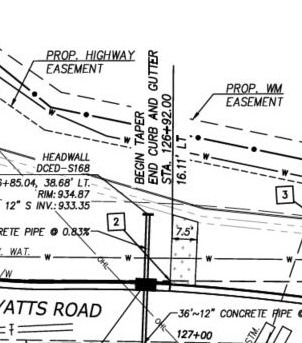 PROP. HIGHWAY
EASEMENT
PROP. WM
EASEMENT
BEGIN TAPER
END CURB AND GUTTER
STA. 126+92.00
16.11' LT
HEADWALL
DCED-S168
+85.04, 38.68' LT.
RIM: 934.87
12" S INV.: 933.35
3
2
PIPE @ 0.83%
7.5'
WAT.
W
W
W
W
W
W
W
OHL
OHL
/W
ATTS ROAD
36'~12" CONCRETE PIPE @
127+00
STM.